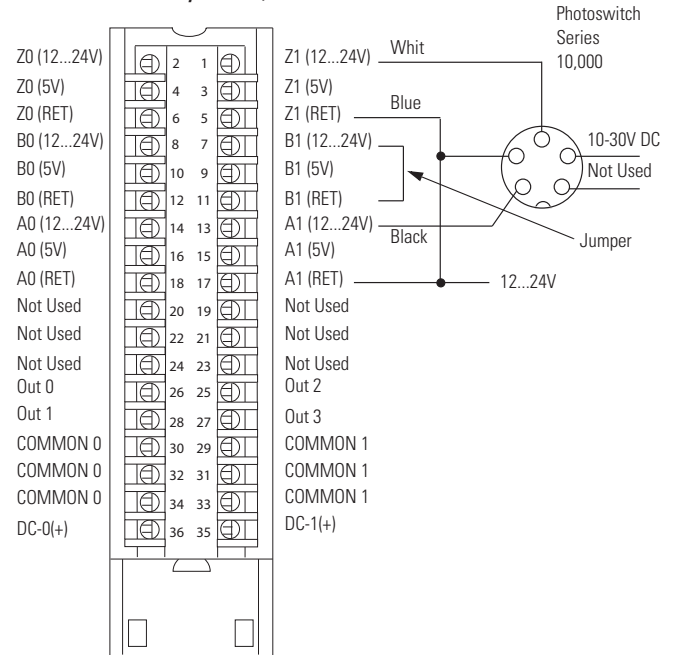 Photoswitch
Series
10,000
Z0 (12...24V) 2 1 Z1 (12...24V) Whit
Z0 (5V) 4 3 Z1 (5V)
Z0 (RET) 6 5 Z1 (RET) Blue
B0 (12...24V) 8 7 B1 (12...24V) 10-30V DC
B0 (5V) 10 9 B1 (5V) Not Used
B0 (RET) 12 11 B1 (RET)
A0 (12...24V) 14 13 A1 (12...24V) Black
A0 (5V) 16 15 A1 (5V) Jumper
A0 (RET) 18 17 A1 (RET) 12...24V
Not Used 20 19 Not Used
Not Used 22 21 Not Used
Not Used 24 23 Not Used
Out 0 26 25 Out 2
Out 1 28 27 Out 3
COMMON 0 30 29 COMMON 1
COMMON 0 32 31 COMMON 1
COMMON 0 34 33 COMMON 1
DC-0(+) 36 35 DC-1(+)